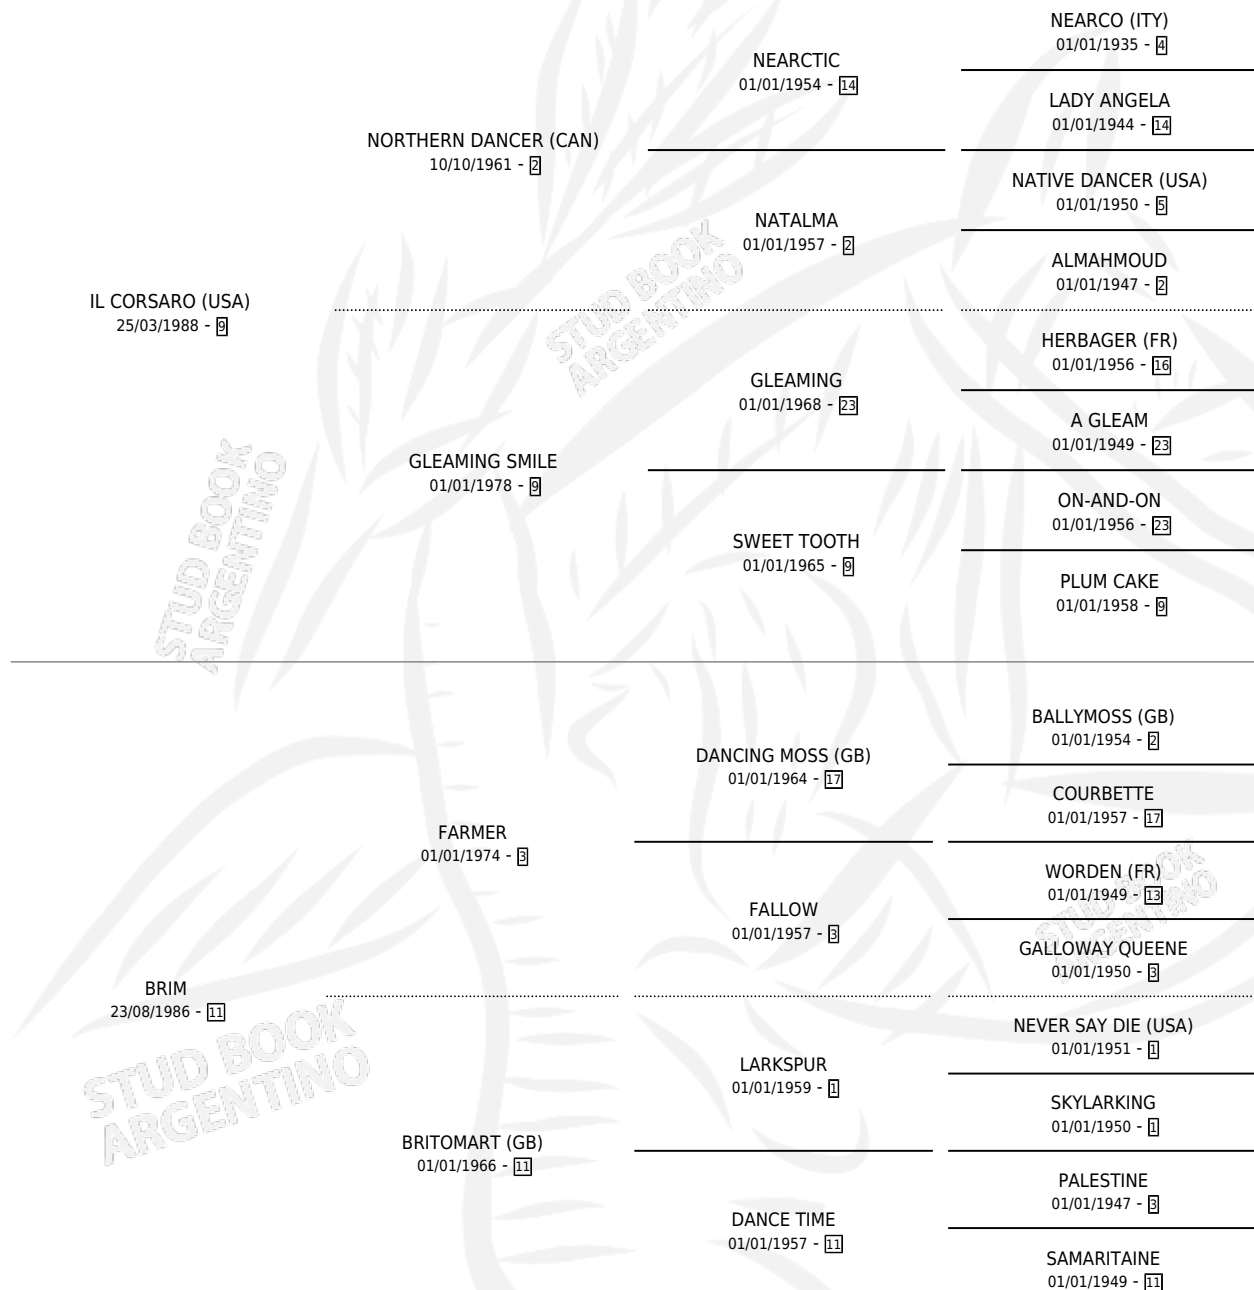 NEARCO (ITY)
01/01/1935 - 4
NEARCTIC
01/01/1954 - 14
LADY ANGELA
01/01/1944 - 14
NORTHERN DANCER (CAN)
10/10/1961 - 2
NATIVE DANCER (USA)
01/01/1950 - 5
NATALMA
01/01/1957 - 2
ALMAHMOUD
01/01/1947 - 2
IL CORSARO (USA)
25/03/1988 - 9
HERBAGER (FR)
01/01/1956 - 16
GLEAMING
01/01/1968 - 23
A GLEAM
01/01/1949 - 23
GLEAMING SMILE
01/01/1978 - 9
ON-AND-ON
01/01/1956 - 23
SWEET TOOTH
01/01/1965 - 9
PLUM CAKE
01/01/1958 - 9
BALLYMOSS (GB)
01/01/1954 - 2
DANCING MOSS (GB)
01/01/1964 - 17
COURBETTE
01/01/1957 - 17
FARMER
01/01/1974 - 3
WORDEN (FR)
01/01/1949 - 13
FALLOW
01/01/1957 - 3
GALLOWAY QUEENE
01/01/1950 - 3
BRIM
23/08/1986 - 11
NEVER SAY DIE (USA)
01/01/1951 - 1
LARKSPUR
01/01/1959 - 1
SKYLARKING
01/01/1950 - 1
BRITOMART (GB)
01/01/1966 - 11
PALESTINE
01/01/1947 - 3
DANCE TIME
01/01/1957 - 11
SAMARITAINE
01/01/1949 - 11
STUD BOOK
ARGENTINO
STUD BOOK
ARGENTINO
STUD BOOK
ARGENTINO
STUD BOOK
ARGENTINO